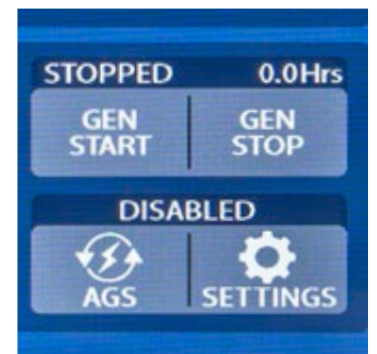 STOPPED 0.0Hrs
GEN START GEN STOP
DISABLED
AGS SETTINGS